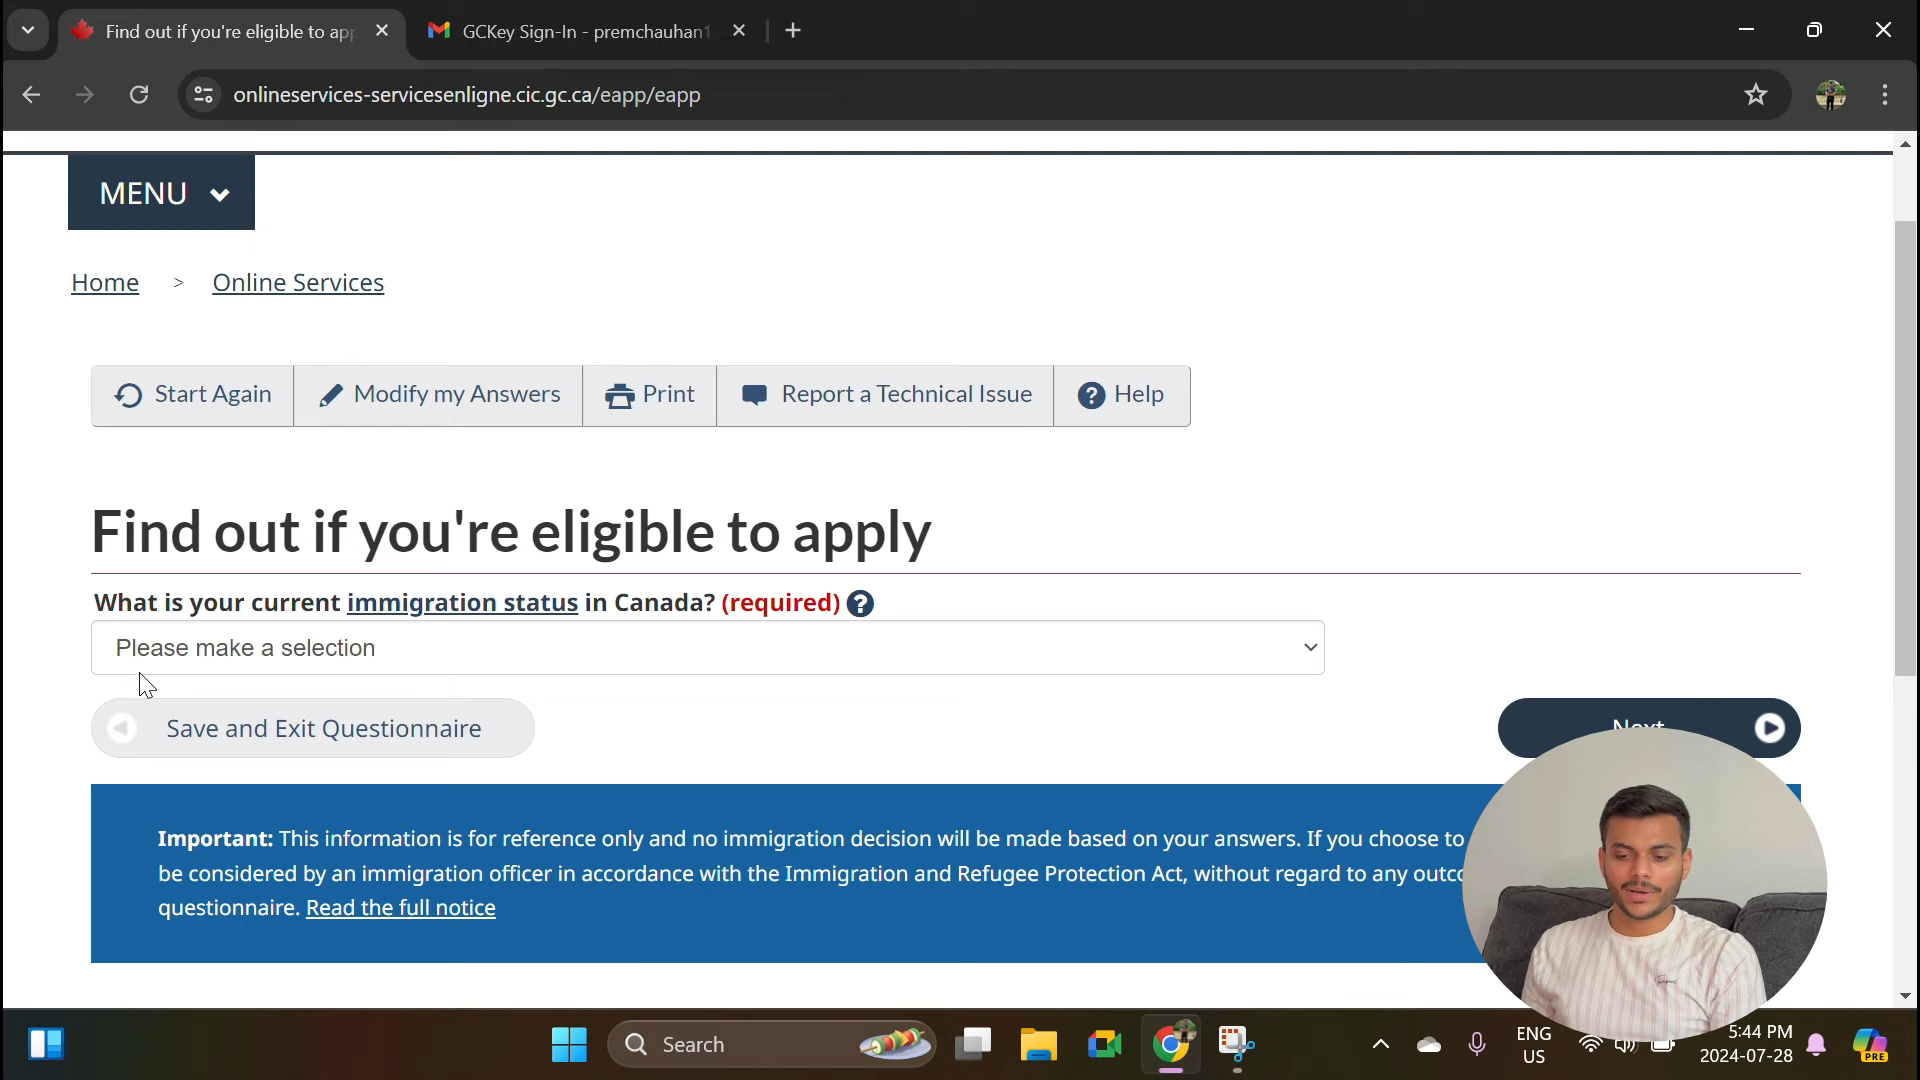 Find out if you're eligible to app
GCKey Sign-In - premchauhan1
onlineservices-servicesenligne.cic.gc.ca/eapp/eapp
MENU
Home > Online Services
Start Again
Modify my Answers
Print
Report a Technical Issue
Help
Find out if you're eligible to apply
What is your current immigration status in Canada? (required)
Please make a selection
Save and Exit Questionnaire
Next
Important: This information is for reference only and no immigration decision will be made based on your answers. If you choose to
be considered by an immigration officer in accordance with the Immigration and Refugee Protection Act, without regard to any outc
questionnaire. Read the full notice
Search
ENG
US
5:44 PM
2024-07-28
PRE